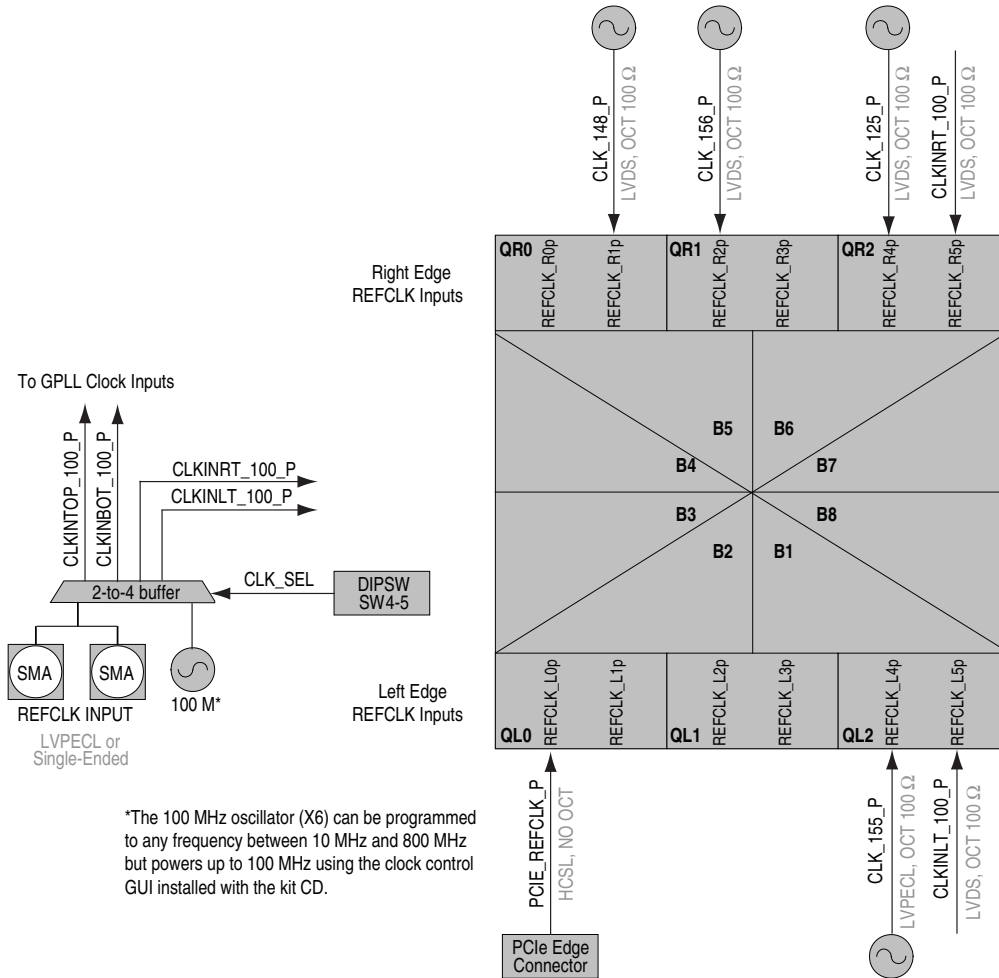 CLK_148_P
LVDS, OCT 100 Ω
CLK_156_P
LVDS, OCT 100 Ω
CLK_125_P
LVDS, OCT 100 Ω
CLKINRT_100_P
LVDS, OCT 100 Ω
Right Edge
REFCLK Inputs
QR0
REFCLK_R0p
REFCLK_R1p
QR1
REFCLK_R2p
REFCLK_R3p
QR2
REFCLK_R4p
REFCLK_R5p
To GPLL Clock Inputs
CLKINTOP_100_P
CLKINBOT_100_P
CLKINRT_100_P
CLKINLT_100_P
2-to-4 buffer
CLK_SEL
DIPSW
SW4-5
SMA
SMA
100 M*
REFCLK INPUT
LVPECL or
Single-Ended
B5
B6
B4
B7
B3
B8
B2
B1
Left Edge
REFCLK Inputs
QL0
REFCLK_L0p
REFCLK_L1p
QL1
REFCLK_L2p
REFCLK_L3p
QL2
REFCLK_L4p
REFCLK_L5p
*The 100 MHz oscillator (X6) can be programmed
to any frequency between 10 MHz and 800 MHz
but powers up to 100 MHz using the clock control
GUI installed with the kit CD.
PCIE_REFCLK_P
HCSL, NO OCT
PCIe Edge
Connector
CLK_155_P
LVPECL, OCT 100 Ω
CLKINLT_100_P
LVDS, OCT 100 Ω